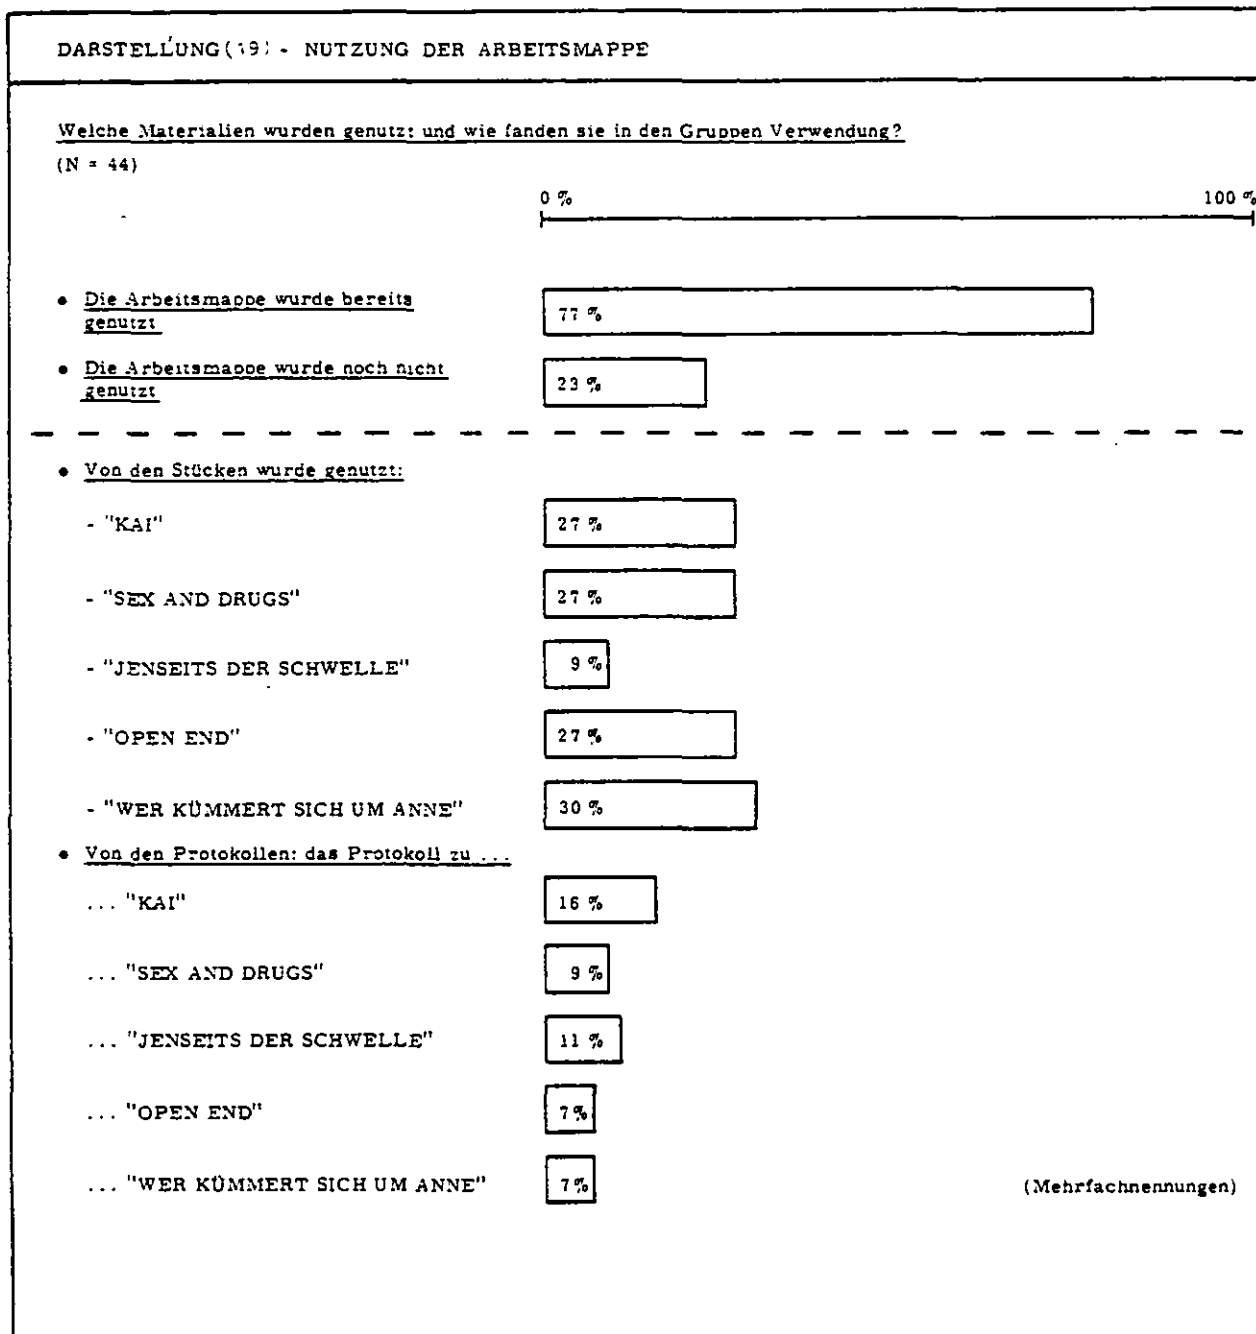 DARSTELLUNG (19) - NUTZUNG DER ARBEITSMAPPE
Welche Materialien wurden genutzt und wie fanden sie in den Gruppen Verwendung?
(N = 44)
0 % 100 %
• Die Arbeitsmappe wurde bereits
genutzt
77 %
• Die Arbeitsmappe wurde noch nicht
genutzt
23 %
• Von den Stücken wurde genutzt:
- "KAI" 27 %
- "SEX AND DRUGS" 27 %
- "JENSEITS DER SCHWELLE" 9 %
- "OPEN END" 27 %
- "WER KÜMMERT SICH UM ANNE" 30 %
• Von den Protokollen: das Protokoll zu ...
... "KAI" 16 %
... "SEX AND DRUGS" 9 %
... "JENSEITS DER SCHWELLE" 11 %
... "OPEN END" 7 %
... "WER KÜMMERT SICH UM ANNE" 7 % (Mehrfachnennungen)